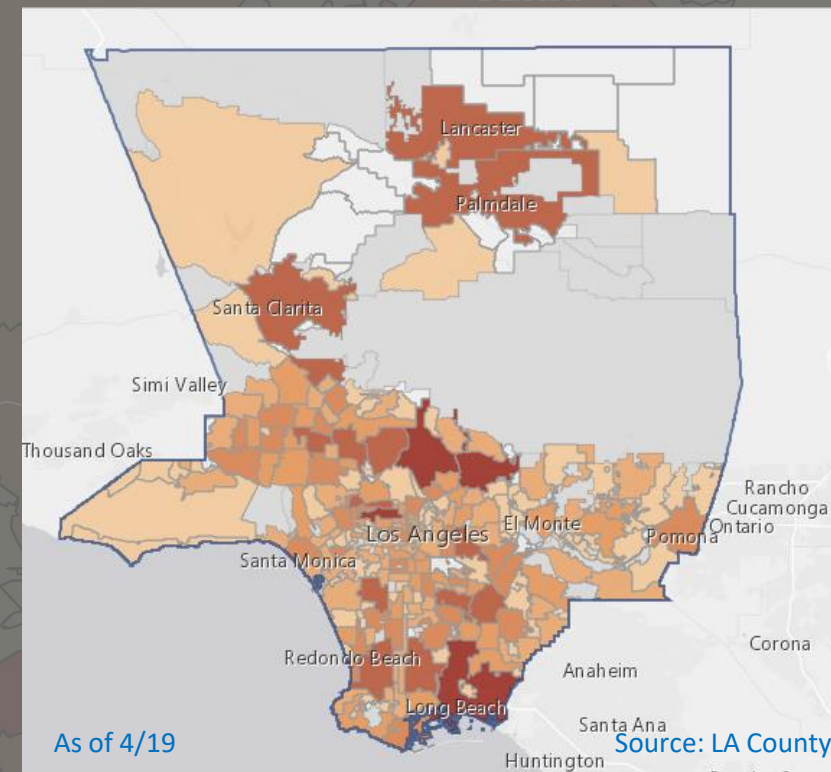 Lancaster
Palmdale
Santa Clarita
Simi Valley
Thousand Oaks
Rancho
Cucamonga
Los Angeles
El Monte
Pomona
Ontario
Santa Monica
Redondo Beach
Corona
Anaheim
Long Beach
Santa Ana
As of 4/19
Source: LA County
Huntington